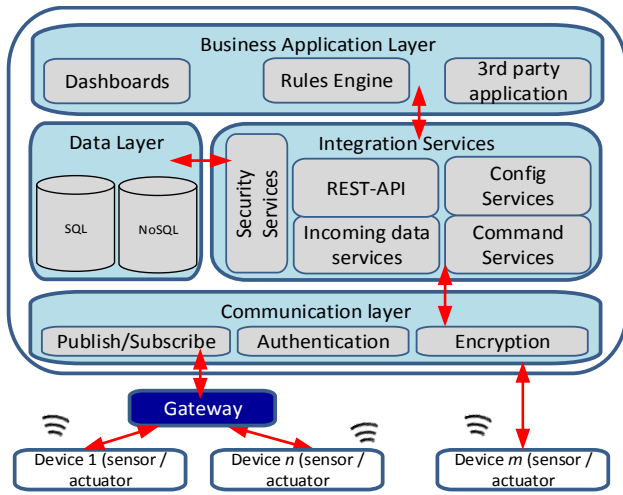 Business Application Layer
Dashboards
Rules Engine
3rd party
application
Data Layer
SQL
NoSQL
Integration Services
Security
Services
REST-API
Config
Services
Incoming data
services
Command
Services
Communication layer
Publish/Subscribe
Authentication
Encryption
Gateway
Device 1 (sensor /
actuator
Device n (sensor /
actuator
Device m (sensor /
actuator